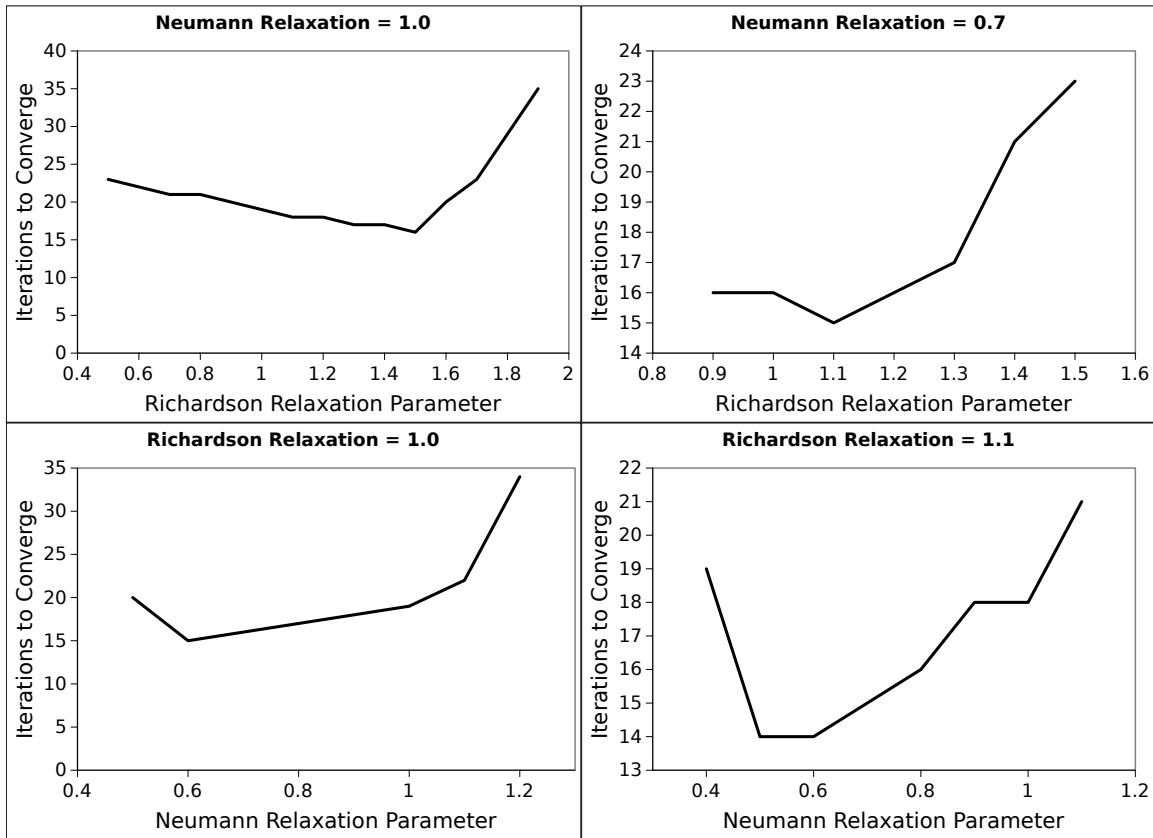 Neumann Relaxation = 1.0
40
35
30
25
20
15
10
5
0
Iterations to Converge
0.4 0.6 0.8 1 1.2 1.4 1.6 1.8 2
Richardson Relaxation Parameter
Neumann Relaxation = 0.7
24
23
22
21
20
19
18
17
16
15
14
Iterations to Converge
0.8 0.9 1 1.1 1.2 1.3 1.4 1.5 1.6
Richardson Relaxation Parameter
Richardson Relaxation = 1.0
35
30
25
20
15
10
5
0
Iterations to Converge
0.4 0.6 0.8 1 1.2
Neumann Relaxation Parameter
Richardson Relaxation = 1.1
22
21
20
19
18
17
16
15
14
13
Iterations to Converge
0.4 0.6 0.8 1 1.2
Neumann Relaxation Parameter